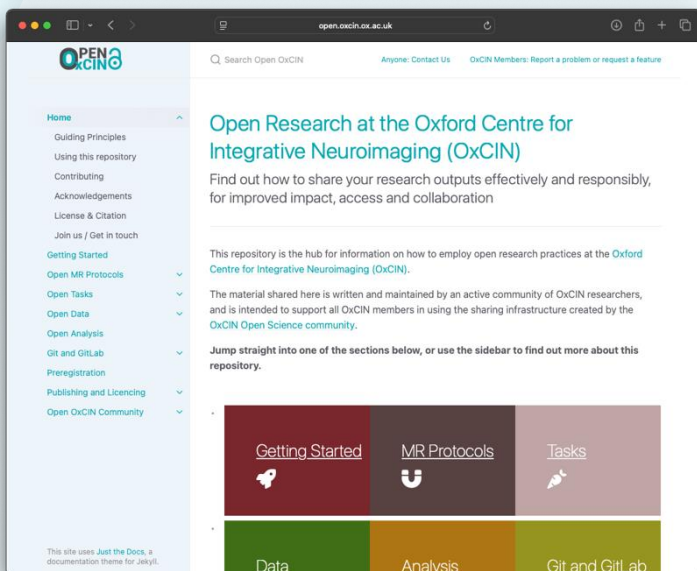 open.oxcin.ox.ac.uk
OPEN
OxCIN
Search Open OxCIN
Anyone: Contact Us
OxCIN Members: Report a problem or request a feature
Home
Guiding Principles
Using this repository
Contributing
Acknowledgements
License & Citation
Join us / Get in touch
Getting Started
Open MR Protocols
Open Tasks
Open Data
Open Analysis
Git and GitLab
Preregistration
Publishing and Licencing
Open OxCIN Community
This site uses Just the Docs, a
documentation theme for Jekyll.
Open Research at the Oxford Centre for
Integrative Neuroimaging (OxCIN)
Find out how to share your research outputs effectively and responsibly,
for improved impact, access and collaboration
This repository is the hub for information on how to employ open research practices at the Oxford
Centre for Integrative Neuroimaging (OxCIN).
The material shared here is written and maintained by an active community of OxCIN researchers,
and is intended to support all OxCIN members in using the sharing infrastructure created by the
OxCIN Open Science community.
Jump straight into one of the sections below, or use the sidebar to find out more about this
repository.
Getting Started
MR Protocols
Tasks
Data
Analysis
Git and GitLab